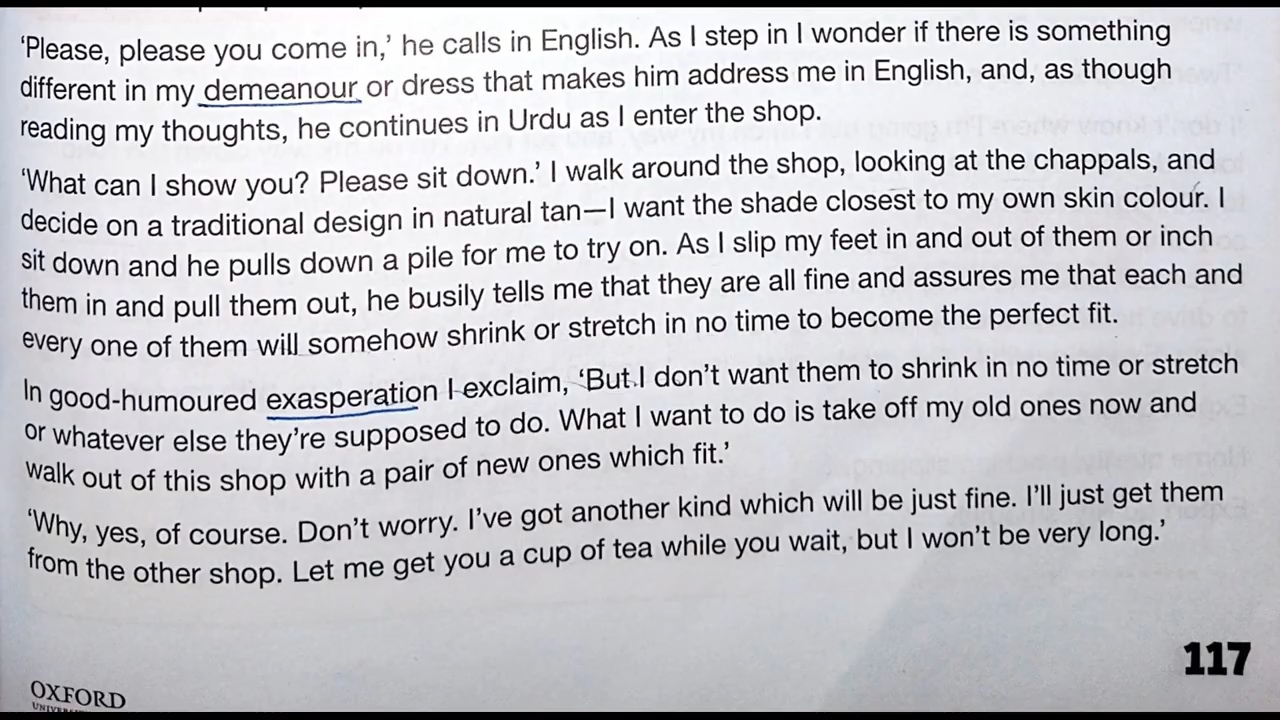 ‘Please, please you come in,’ he calls in English. As I step in I wonder if there is something
different in my demeanour or dress that makes him address me in English, and, as though
reading my thoughts, he continues in Urdu as I enter the shop.
‘What can I show you? Please sit down.’ I walk around the shop, looking at the chappals, and
decide on a traditional design in natural tan—I want the shade closest to my own skin colour. I
sit down and he pulls down a pile for me to try on. As I slip my feet in and out of them or inch
them in and pull them out, he busily tells me that they are all fine and assures me that each and
every one of them will somehow shrink or stretch in no time to become the perfect fit.
In good-humoured exasperation I exclaim, ‘But I don’t want them to shrink in no time or stretch
or whatever else they’re supposed to do. What I want to do is take off my old ones now and
walk out of this shop with a pair of new ones which fit.’
‘Why, yes, of course. Don’t worry. I’ve got another kind which will be just fine. I’ll just get them
from the other shop. Let me get you a cup of tea while you wait, but I won’t be very long.’
117
OXFORD